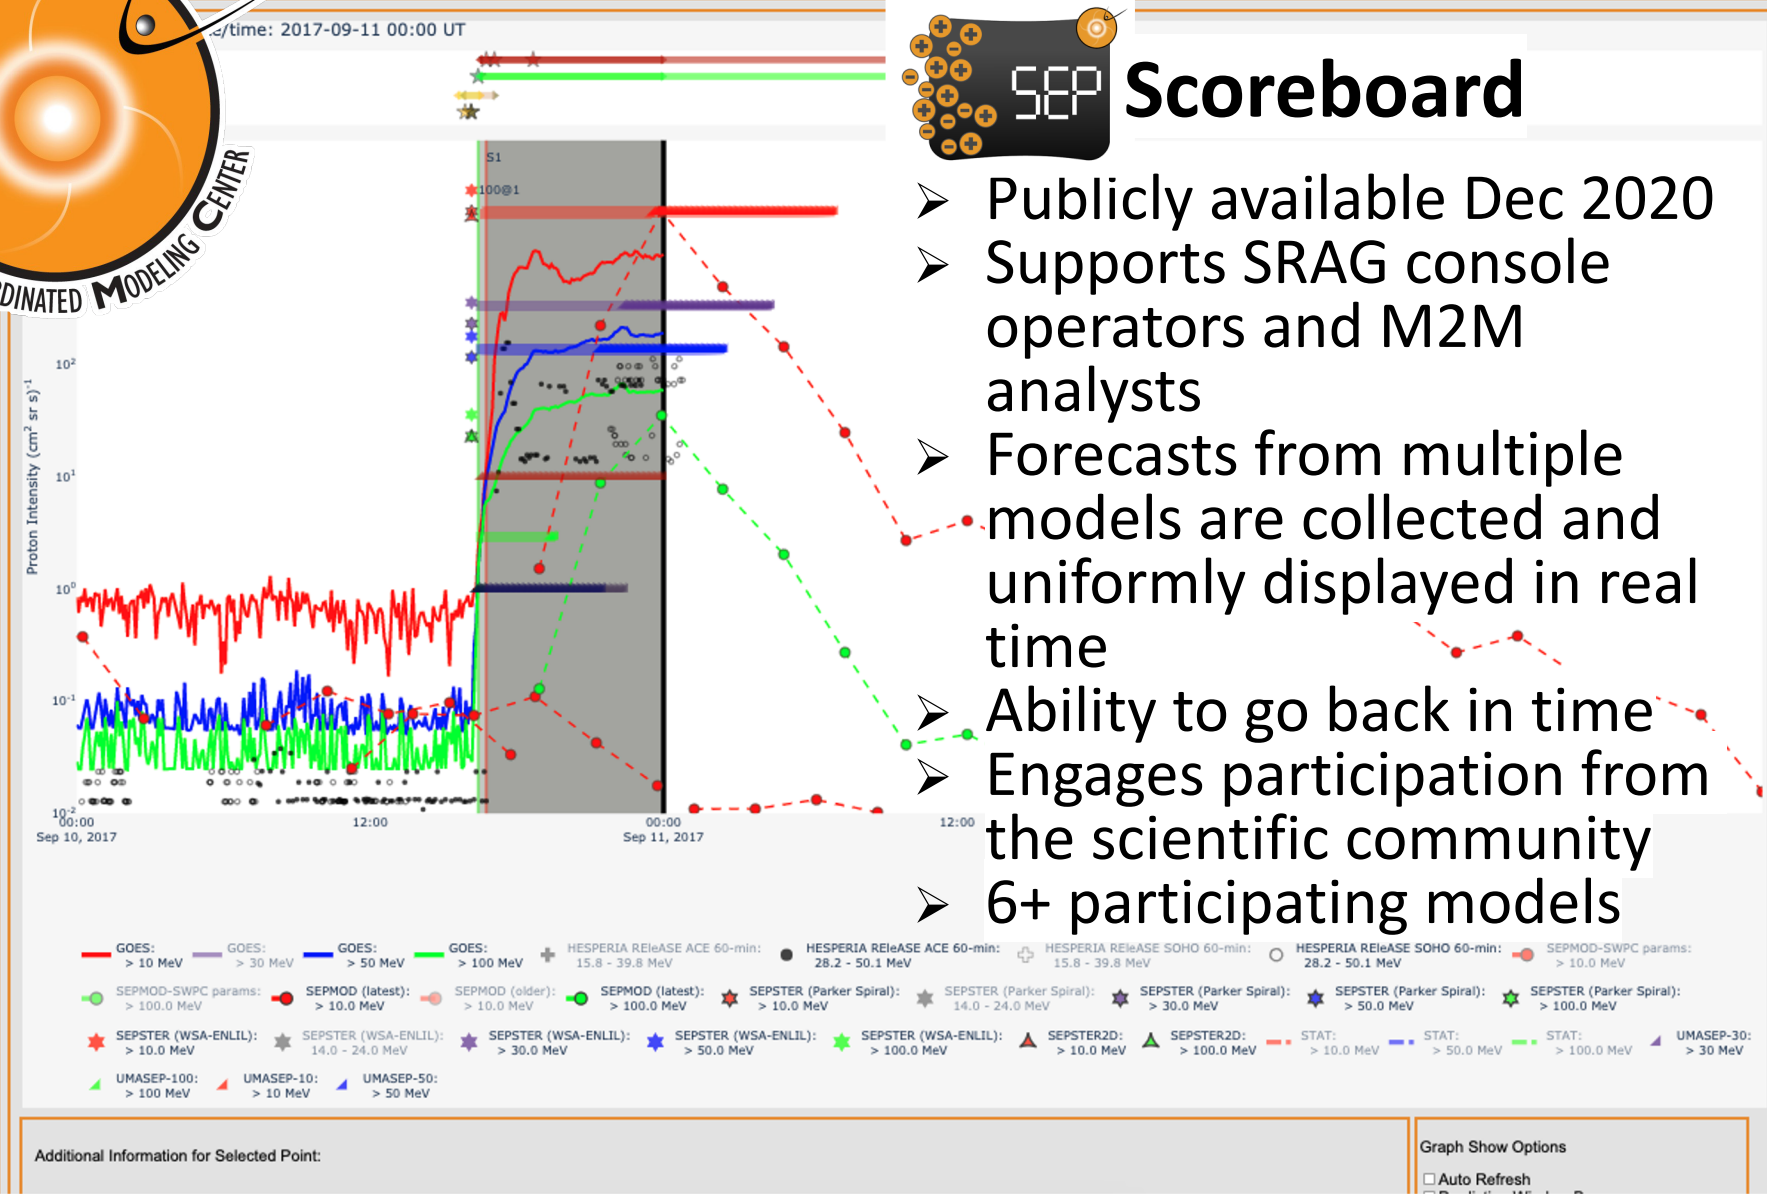 e/time: 2017-09-11 00:00 UT
SEP
Scoreboard
DINATED MODELING CENTER
S1
100@1
➢ Publicly available Dec 2020
➢ Supports SRAG console
operators and M2M
analysts
➢ Forecasts from multiple
models are collected and
uniformly displayed in real
time
➢ Ability to go back in time
➢ Engages participation from
the scientific community
➢ 6+ participating models
Proton Intensity (cm² sr s)⁻¹
10²
10¹
10⁰
10⁻¹
10⁻²
00:00
Sep 10, 2017
12:00
00:00
Sep 11, 2017
12:00
GOES: > 10 MeV
GOES: > 30 MeV
GOES: > 50 MeV
GOES: > 100 MeV
HESPERIA REleASE ACE 60-min: 15.8 - 39.8 MeV
HESPERIA REleASE ACE 60-min: 28.2 - 50.1 MeV
HESPERIA REleASE SOHO 60-min: 15.8 - 39.8 MeV
HESPERIA REleASE SOHO 60-min: 28.2 - 50.1 MeV
SEPMOD-SWPC params: > 10.0 MeV
SEPMOD-SWPC params: > 100.0 MeV
SEPMOD (latest): > 10.0 MeV
SEPMOD (older): > 10.0 MeV
SEPMOD (latest): > 100.0 MeV
SEPSTER (Parker Spiral): > 10.0 MeV
SEPSTER (Parker Spiral): 14.0 - 24.0 MeV
SEPSTER (Parker Spiral): > 30.0 MeV
SEPSTER (Parker Spiral): > 50.0 MeV
SEPSTER (Parker Spiral): > 100.0 MeV
SEPSTER (WSA-ENLIL): > 10.0 MeV
SEPSTER (WSA-ENLIL): 14.0 - 24.0 MeV
SEPSTER (WSA-ENLIL): > 30.0 MeV
SEPSTER (WSA-ENLIL): > 50.0 MeV
SEPSTER (WSA-ENLIL): > 100.0 MeV
SEPSTER2D: > 10.0 MeV
SEPSTER2D: > 100.0 MeV
STAT: > 10.0 MeV
STAT: > 50.0 MeV
STAT: > 100.0 MeV
UMASEP-30: > 30 MeV
UMASEP-100: > 100 MeV
UMASEP-10: > 10 MeV
UMASEP-50: > 50 MeV
Additional Information for Selected Point:
Graph Show Options
Auto Refresh